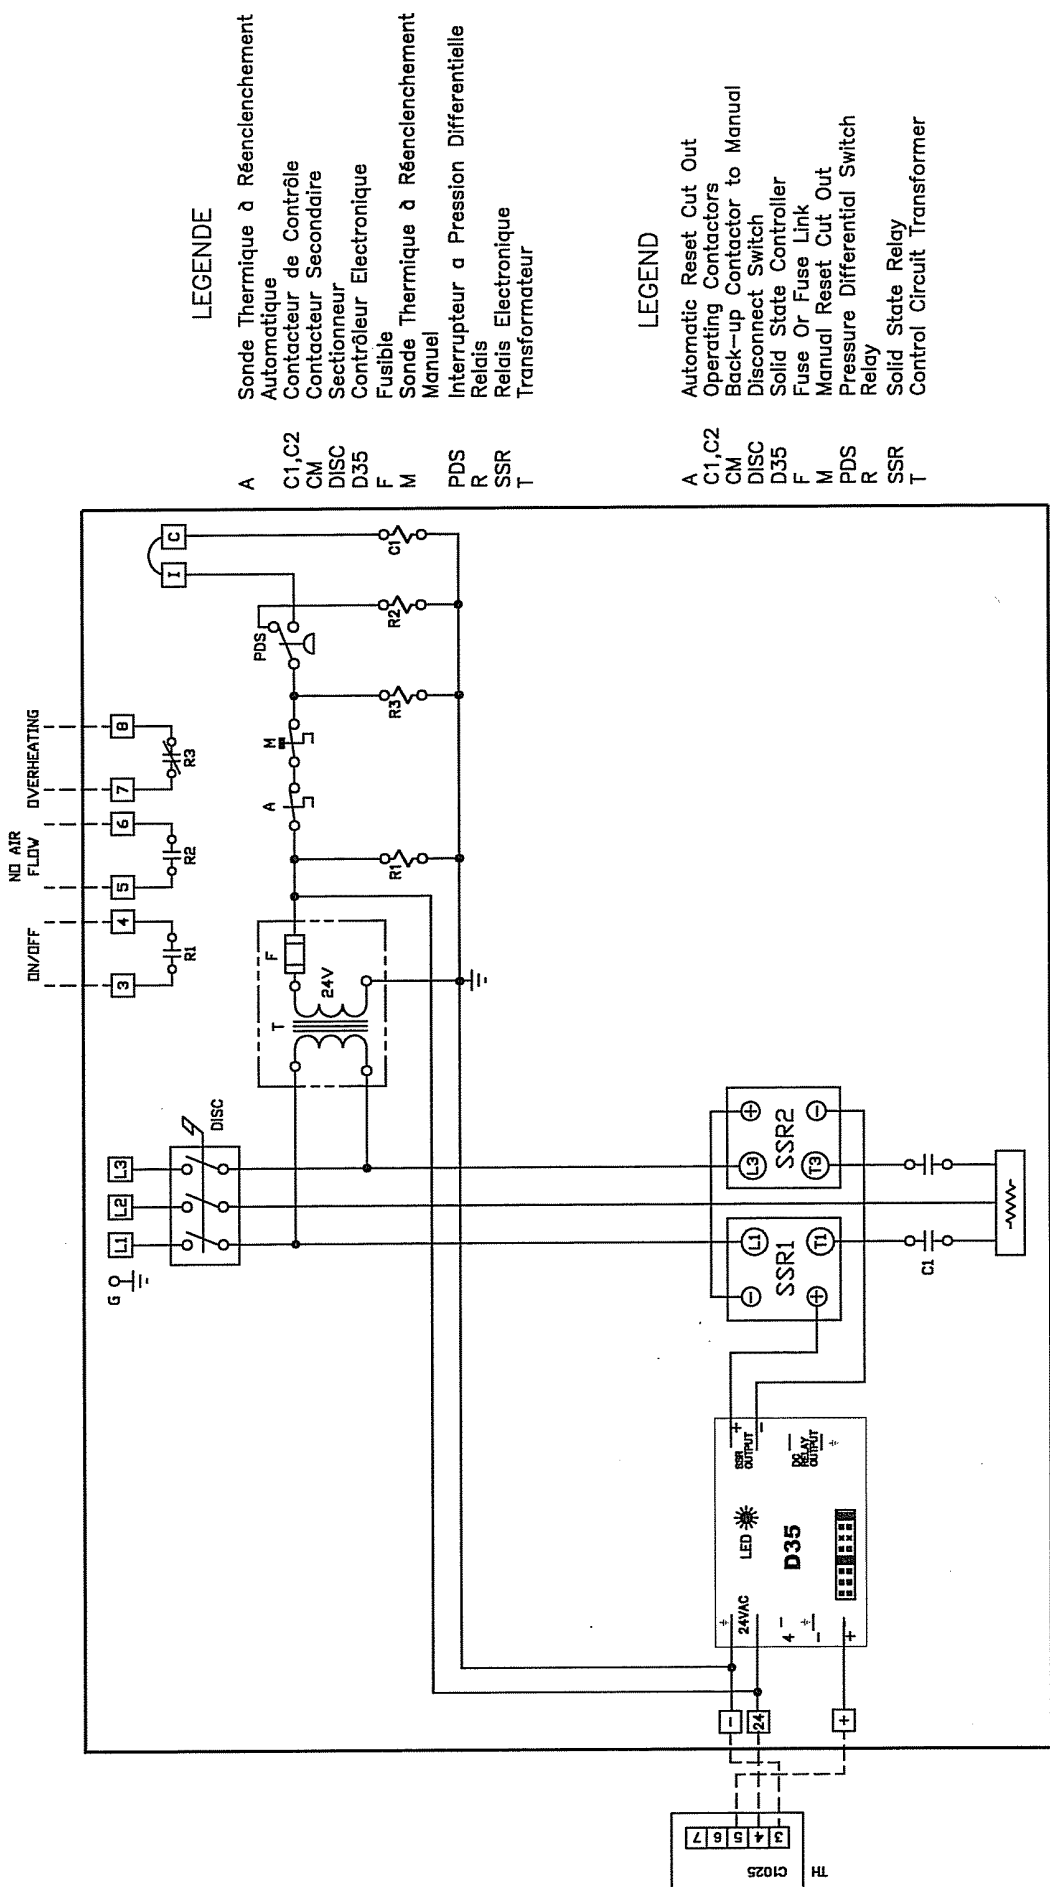 LEGENDE
A Sonde Thermique à Réenclenchement
Automatique
C1,C2 Contacteur de Contrôle
CM Contacteur Secondaire
DISC Sectionneur
D35 Contrôleur Electronique
F Fusible
M Sonde Thermique à Réenclenchement
Manuel
PDS Interrupteur a Pression Differentielle
R Relais
SSR Relais Electronique
T Transformateur
LEGEND
A Automatic Reset Cut Out
C1,C2 Operating Contactors
CM Back-up Contactor to Manual
DISC Disconnect Switch
D35 Solid State Controller
F Fuse Or Fuse Link
M Manual Reset Cut Out
PDS Pressure Differential Switch
R Relay
SSR Solid State Relay
T Control Circuit Transformer
ON/OFF
NO AIR
FLOW
OVERHEATING
3 4 5 6 7 8
R1 R2 R3
I C
PDS
A M
F
T
24V
R1 R3 R2 C1
G
L1 L2 L3
DISC
SSR1
- L1
+ T1
SSR2
L3 +
T3 -
C1
D35
LED
24VAC
SSR
OUTPUT
+
-
DC
RELAY
OUTPUT
4
-
+
-
24
+
7 6 5 4 3
C1025
TH